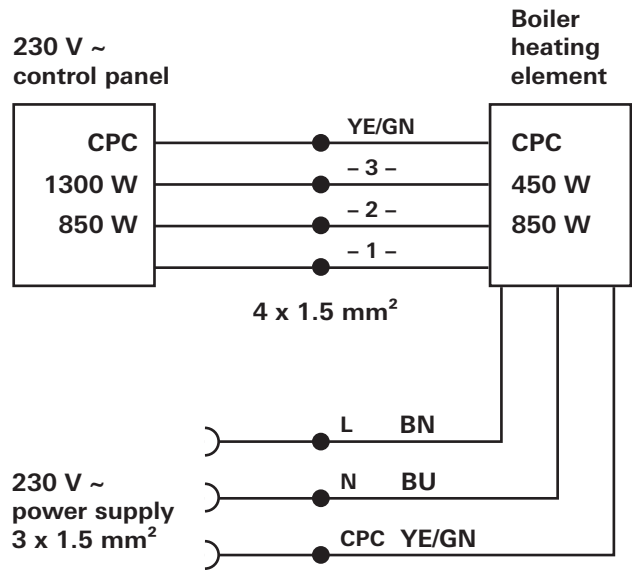 230 V ~
control panel
Boiler
heating
element
CPC
1300 W
850 W
YE/GN
– 3 –
– 2 –
– 1 –
CPC
450 W
850 W
4 x 1.5 mm²
230 V ~
power supply
3 x 1.5 mm²
L BN
N BU
CPC YE/GN